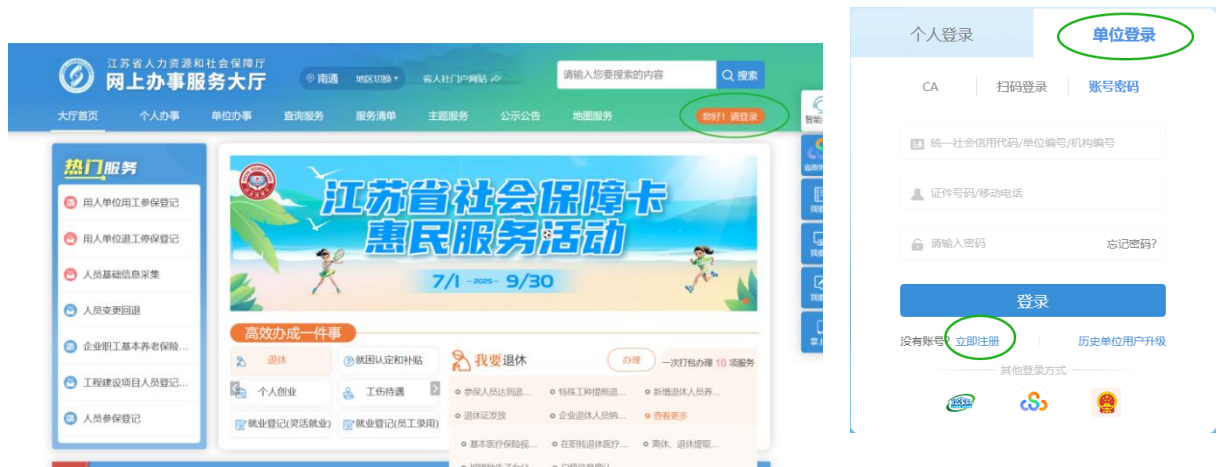 江苏省人力资源和社会保障厅
网上办事服务大厅
南通 地区切换 省人社门户网站
请输入您要搜索的内容 搜索
大厅首页 个人办事 单位办事 查询服务 服务清单 主题服务 公示公告 地图服务 您好！请登录
热门服务
用人单位用工参保登记
用人单位退工停保登记
人员基础信息采集
人员变更回退
企业职工基本养老保险...
工程建设项目人员登记...
人员参保登记
江苏省社会保障卡
惠民服务活动
7/1 -2025- 9/30
高效办成一件事
退休 就困认定和补贴
个人创业 工伤待遇
就业登记(灵活就业) 就业登记(员工录用)
我要退休 办理 一次打包办理 10 项服务
参保人员达到退... 特殊工种提前退... 新增退休人员养...
退休证发放 企业退休人员纳... 查看更多
基本医疗保险视... 在职转退休医疗... 离休、退休提取...
智能
个人登录 单位登录
CA 扫码登录 账号密码
统一社会信用代码/单位编号/机构编号
证件号码/移动电话
请输入密码 忘记密码?
登录
没有账号? 立即注册 历史单位用户升级
其他登录方式